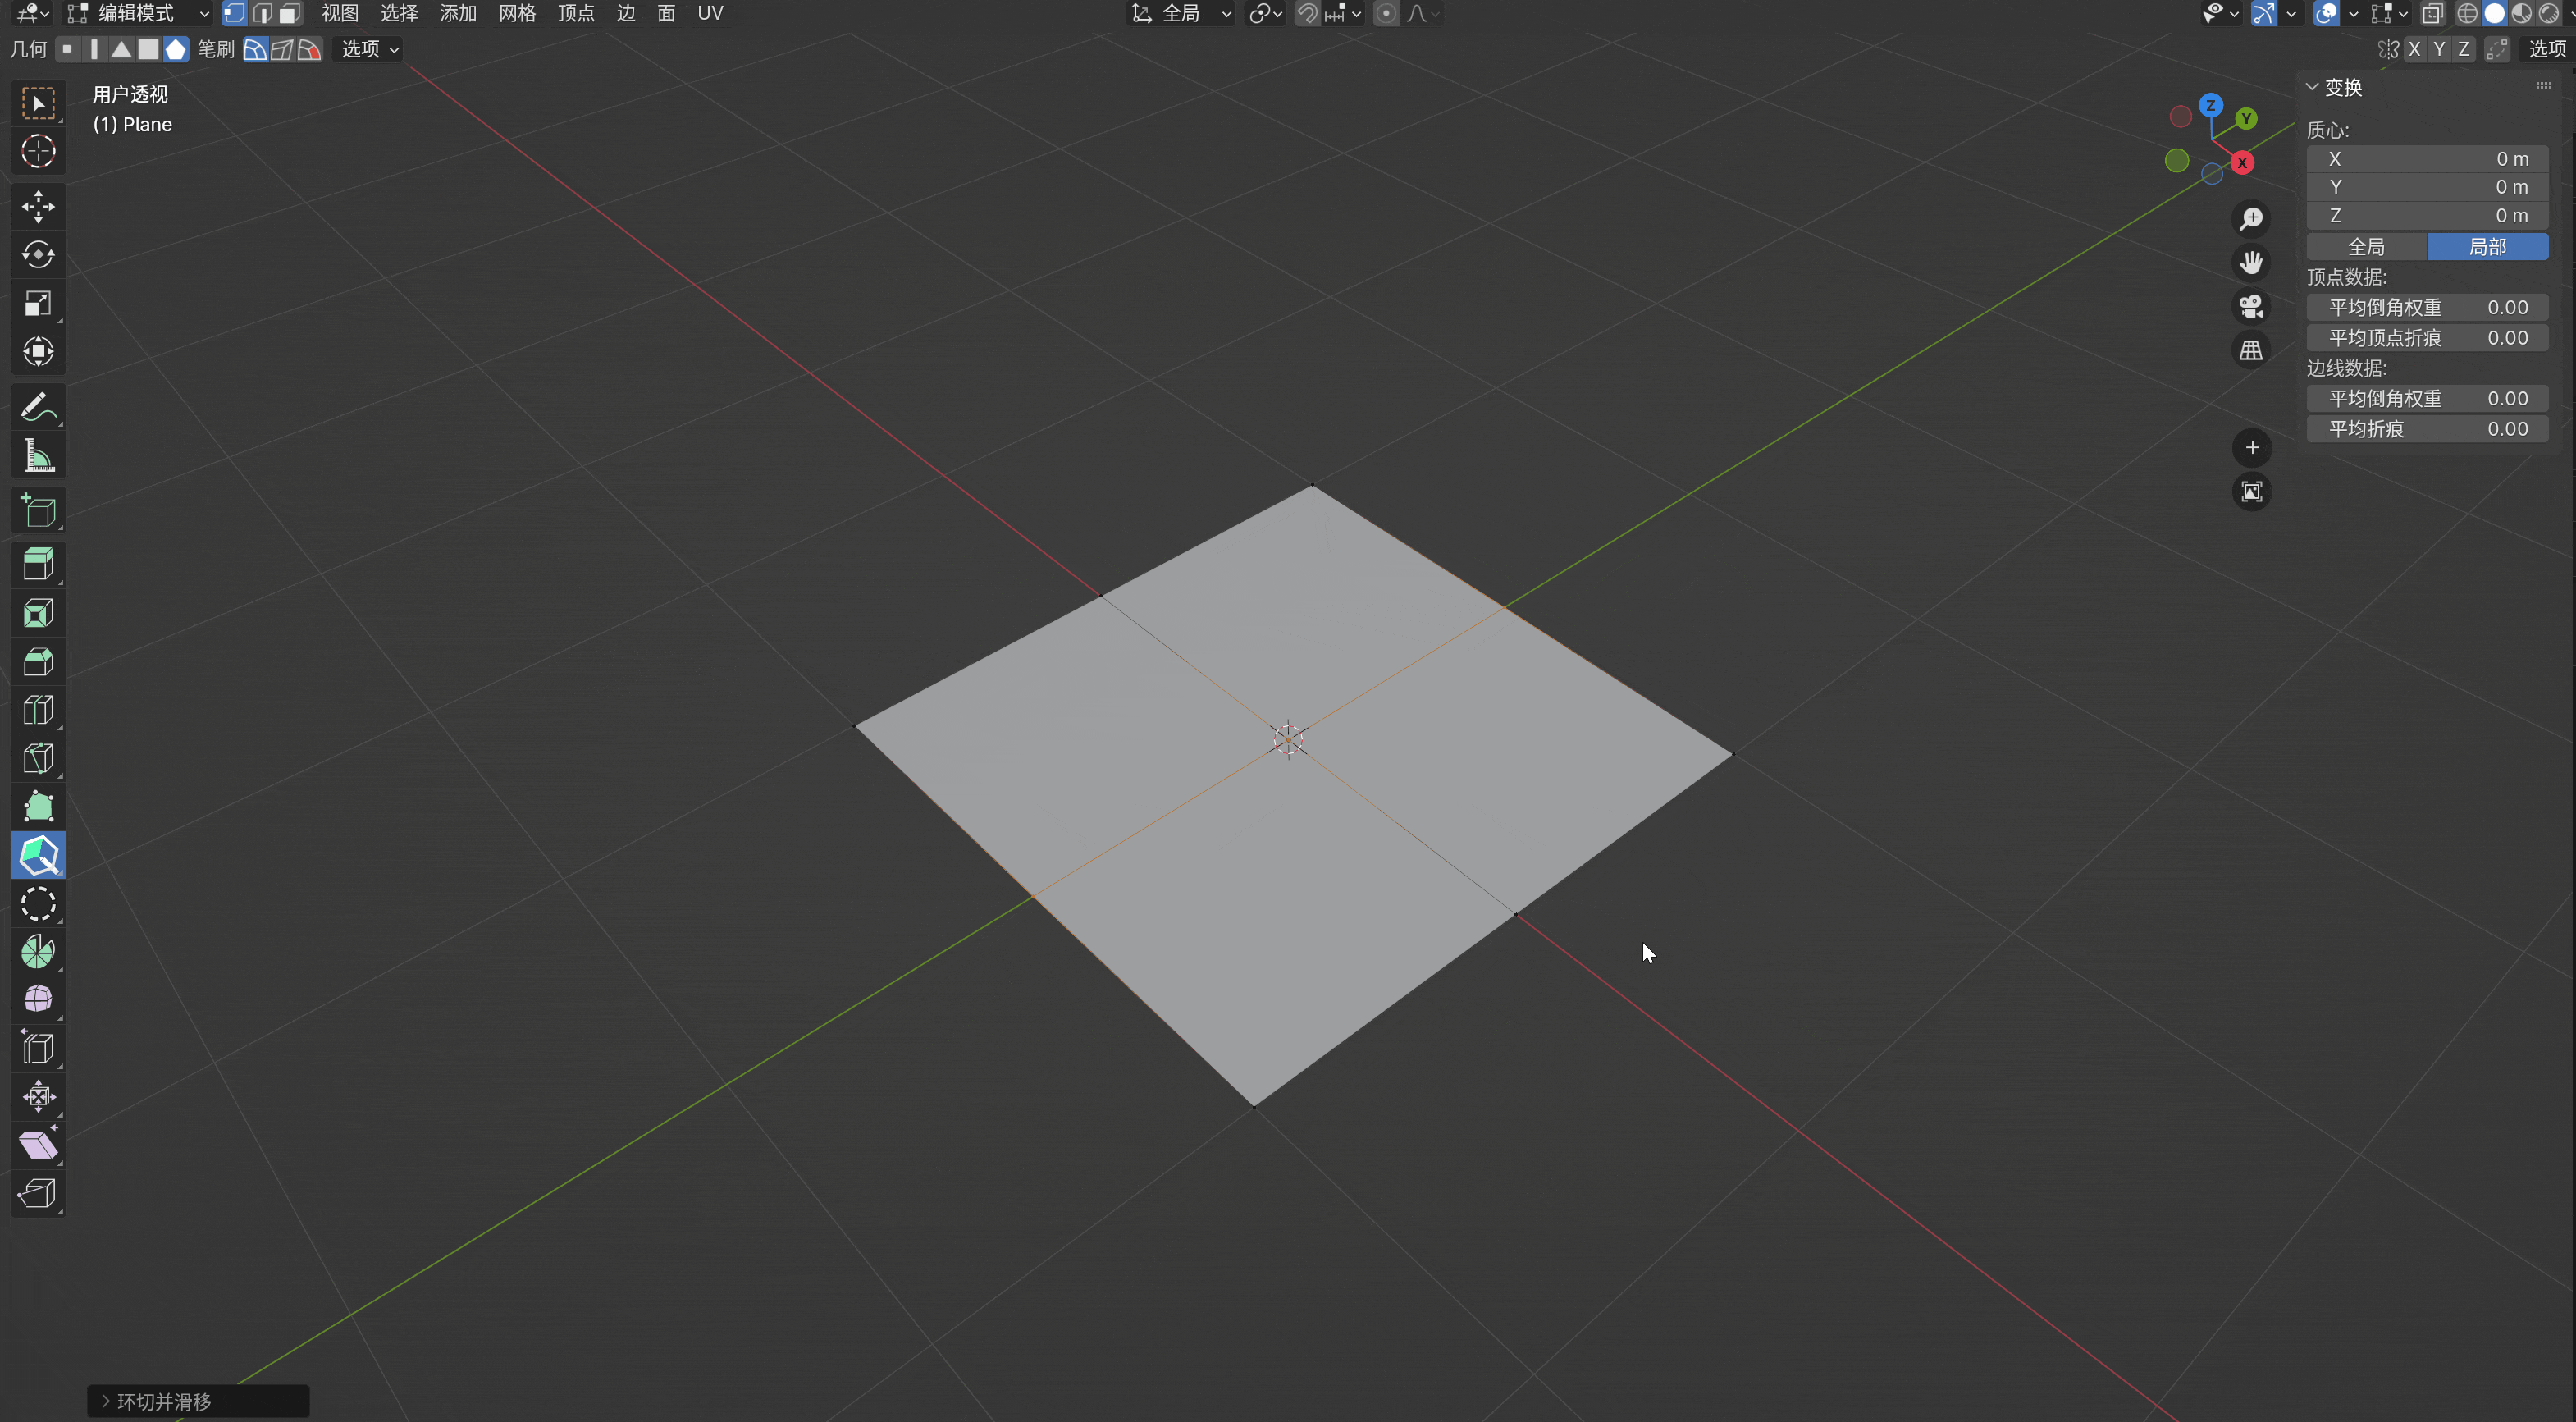 编辑模式 视图 选择 添加 网格 顶点 边 面 UV 全局
几何 笔刷 选项 X Y Z 选项
用户透视
(1) Plane
Z
Y
X
变换
质心:
X 0 m
Y 0 m
Z 0 m
全局 局部
顶点数据:
平均倒角权重 0.00
平均顶点折痕 0.00
边线数据:
平均倒角权重 0.00
平均折痕 0.00
环切并滑移